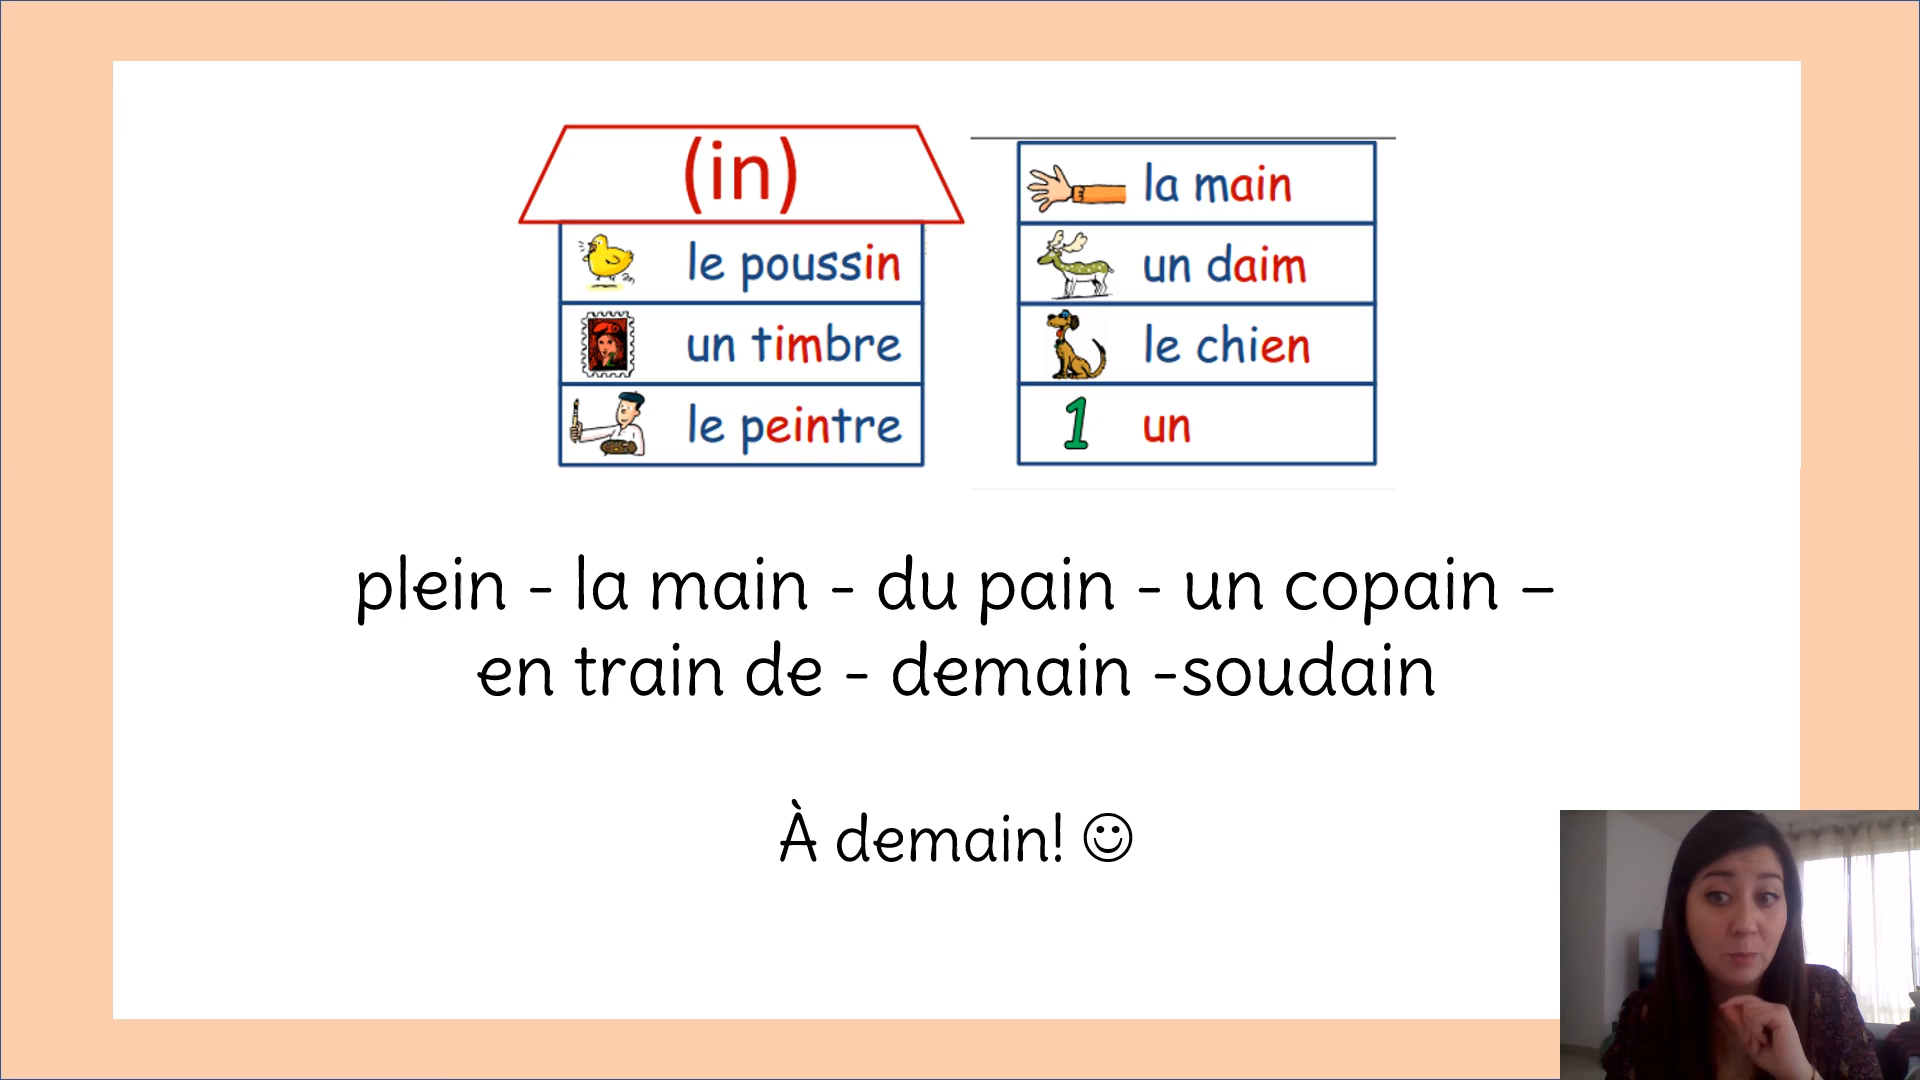 (in)
le poussin
un timbre
le peintre
la main
un daim
le chien
1 un
plein - la main - du pain - un copain –
en train de - demain -soudain
À demain! ☺